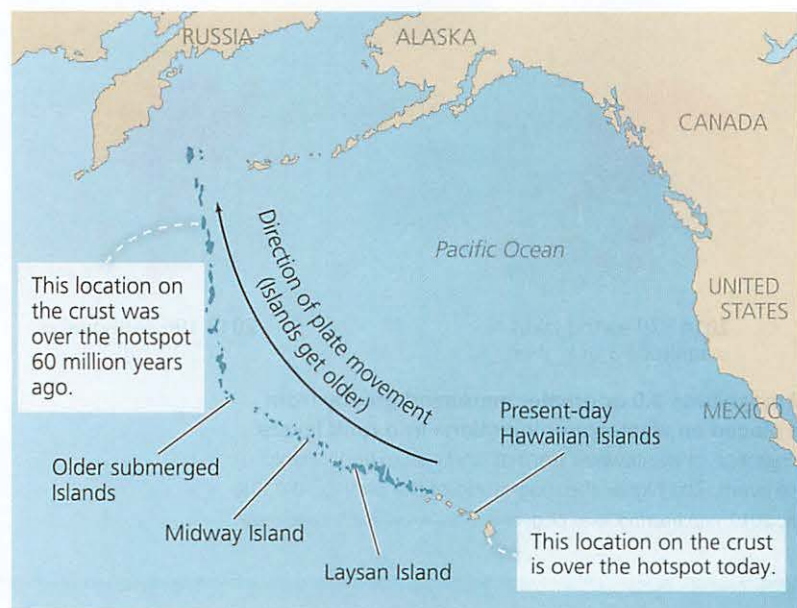 RUSSIA
ALASKA
CANADA
Pacific Ocean
UNITED
STATES
MEXICO
Direction of plate movement
(Islands get older)
This location on
the crust was
over the hotspot
60 million years
ago.
Older submerged
Islands
Midway Island
Laysan Island
Present-day
Hawaiian Islands
This location on the crust
is over the hotspot today.